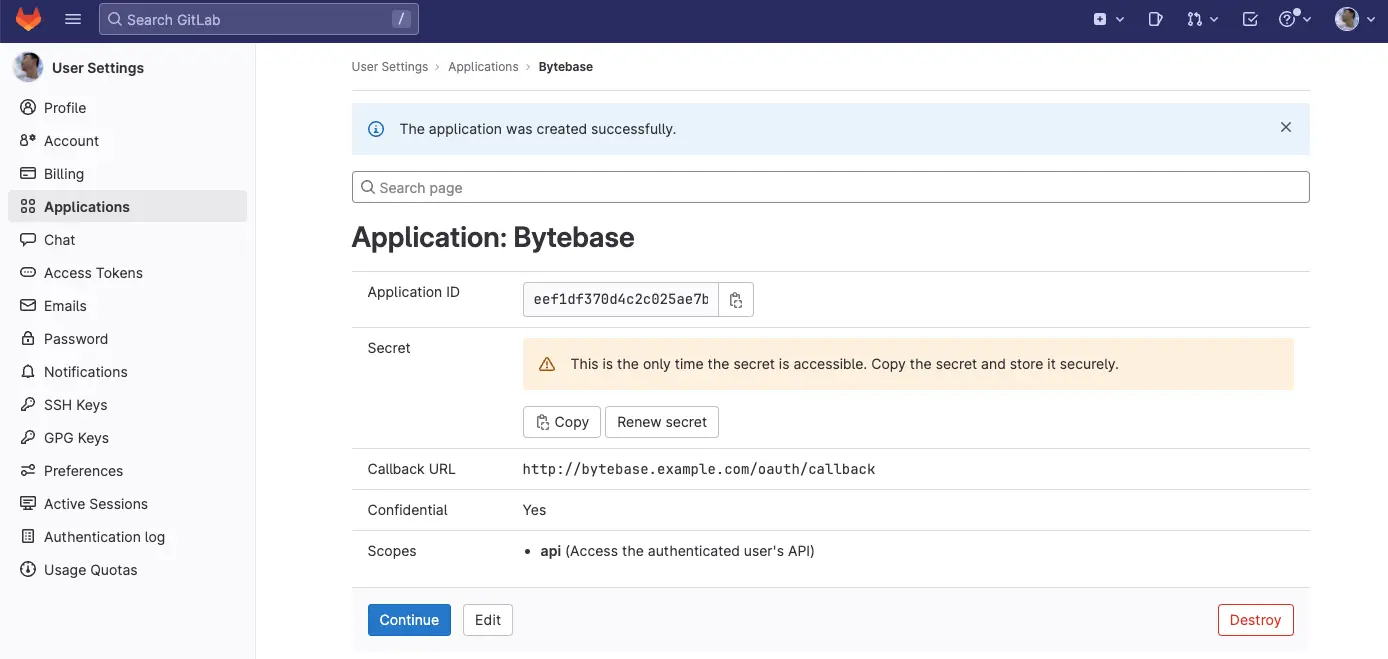 Search GitLab /
User Settings
Profile
Account
Billing
Applications
Chat
Access Tokens
Emails
Password
Notifications
SSH Keys
GPG Keys
Preferences
Active Sessions
Authentication log
Usage Quotas
User Settings › Applications › Bytebase
The application was created successfully.
Search page
Application: Bytebase
Application ID eef1df370d4c2c025ae7b
Secret
This is the only time the secret is accessible. Copy the secret and store it securely.
Copy Renew secret
Callback URL http://bytebase.example.com/oauth/callback
Confidential Yes
Scopes • api (Access the authenticated user's API)
Continue Edit Destroy